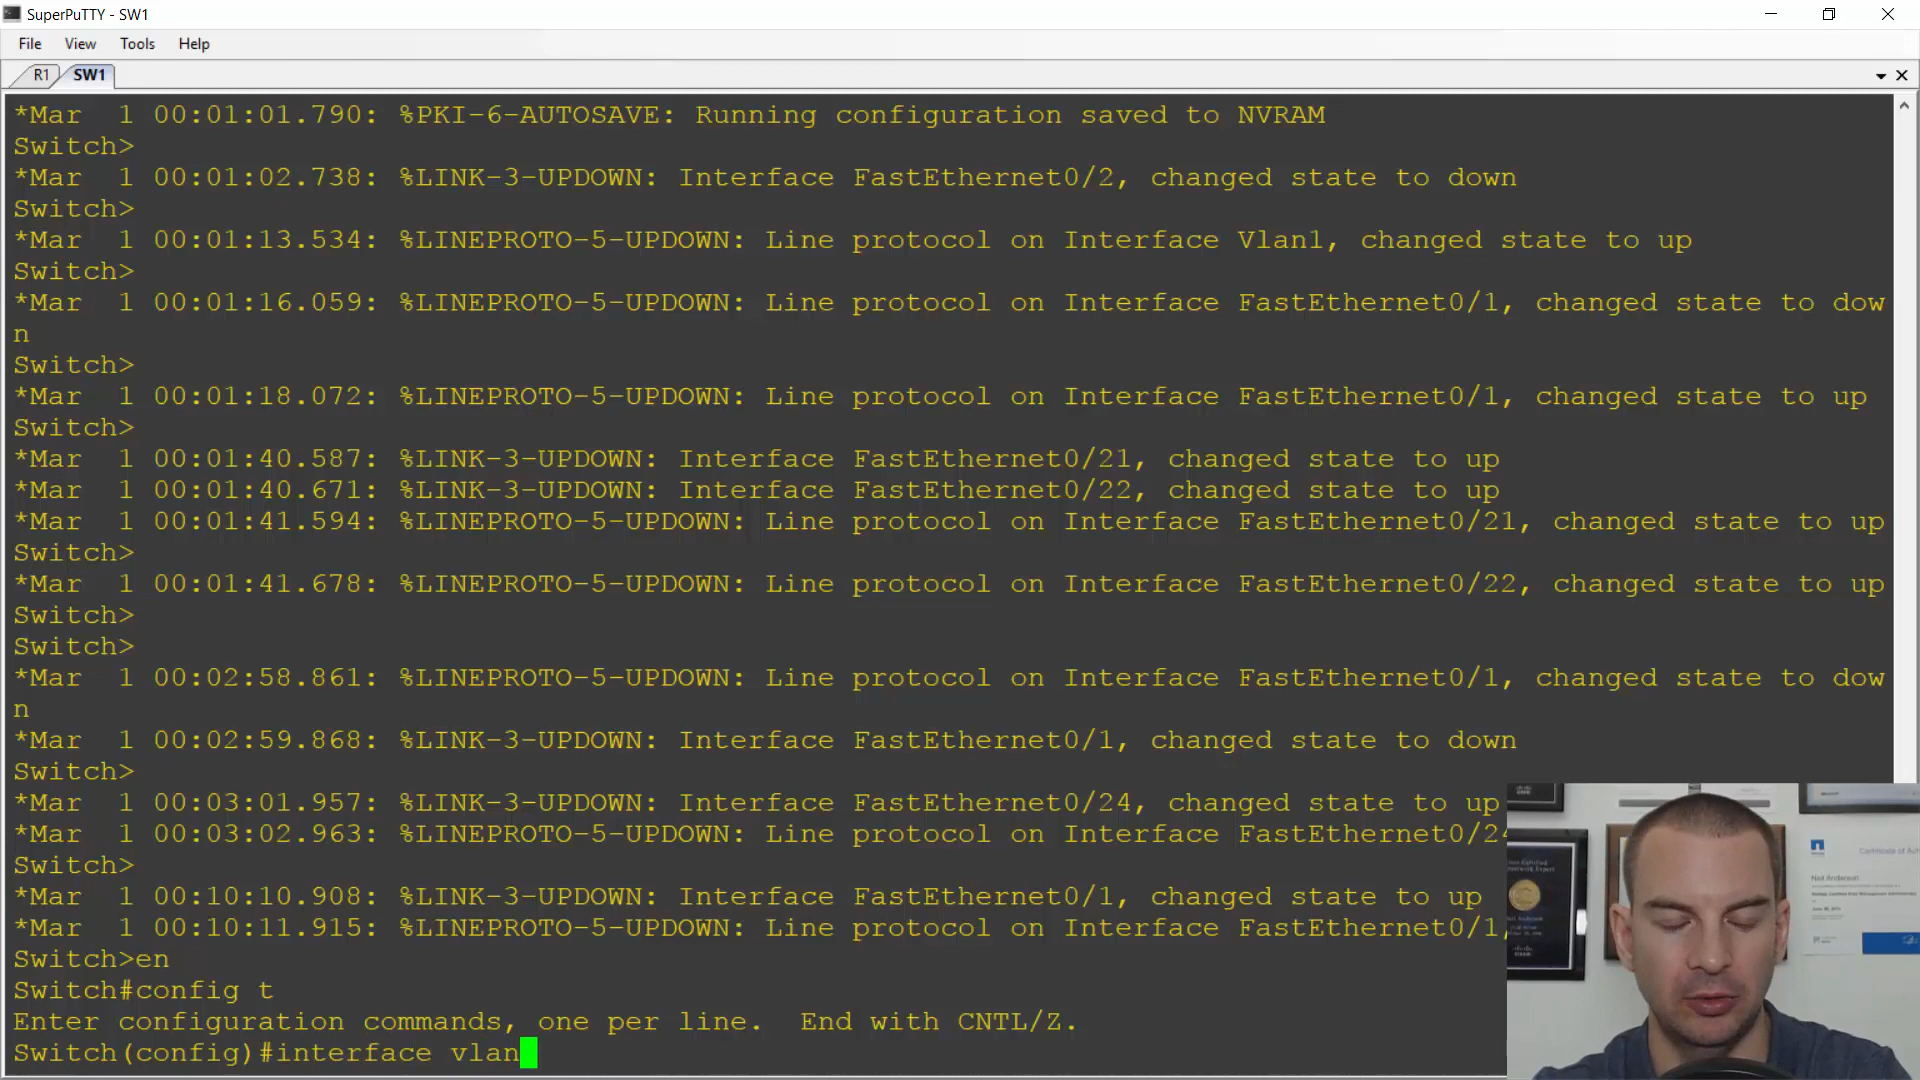 SuperPuTTY - SW1
File View Tools Help
R1 SW1
*Mar  1 00:01:01.790: %PKI-6-AUTOSAVE: Running configuration saved to NVRAM
Switch>
*Mar  1 00:01:02.738: %LINK-3-UPDOWN: Interface FastEthernet0/2, changed state to down
Switch>
*Mar  1 00:01:13.534: %LINEPROTO-5-UPDOWN: Line protocol on Interface Vlan1, changed state to up
Switch>
*Mar  1 00:01:16.059: %LINEPROTO-5-UPDOWN: Line protocol on Interface FastEthernet0/1, changed state to dow
n
Switch>
*Mar  1 00:01:18.072: %LINEPROTO-5-UPDOWN: Line protocol on Interface FastEthernet0/1, changed state to up
Switch>
*Mar  1 00:01:40.587: %LINK-3-UPDOWN: Interface FastEthernet0/21, changed state to up
*Mar  1 00:01:40.671: %LINK-3-UPDOWN: Interface FastEthernet0/22, changed state to up
*Mar  1 00:01:41.594: %LINEPROTO-5-UPDOWN: Line protocol on Interface FastEthernet0/21, changed state to up
Switch>
*Mar  1 00:01:41.678: %LINEPROTO-5-UPDOWN: Line protocol on Interface FastEthernet0/22, changed state to up
Switch>
Switch>
*Mar  1 00:02:58.861: %LINEPROTO-5-UPDOWN: Line protocol on Interface FastEthernet0/1, changed state to dow
n
*Mar  1 00:02:59.868: %LINK-3-UPDOWN: Interface FastEthernet0/1, changed state to down
Switch>
*Mar  1 00:03:01.957: %LINK-3-UPDOWN: Interface FastEthernet0/24, changed state to up
*Mar  1 00:03:02.963: %LINEPROTO-5-UPDOWN: Line protocol on Interface FastEthernet0/24
Switch>
*Mar  1 00:10:10.908: %LINK-3-UPDOWN: Interface FastEthernet0/1, changed state to up
*Mar  1 00:10:11.915: %LINEPROTO-5-UPDOWN: Line protocol on Interface FastEthernet0/1,
Switch>en
Switch#config t
Enter configuration commands, one per line.  End with CNTL/Z.
Switch(config)#interface vlan
Neil Anderson